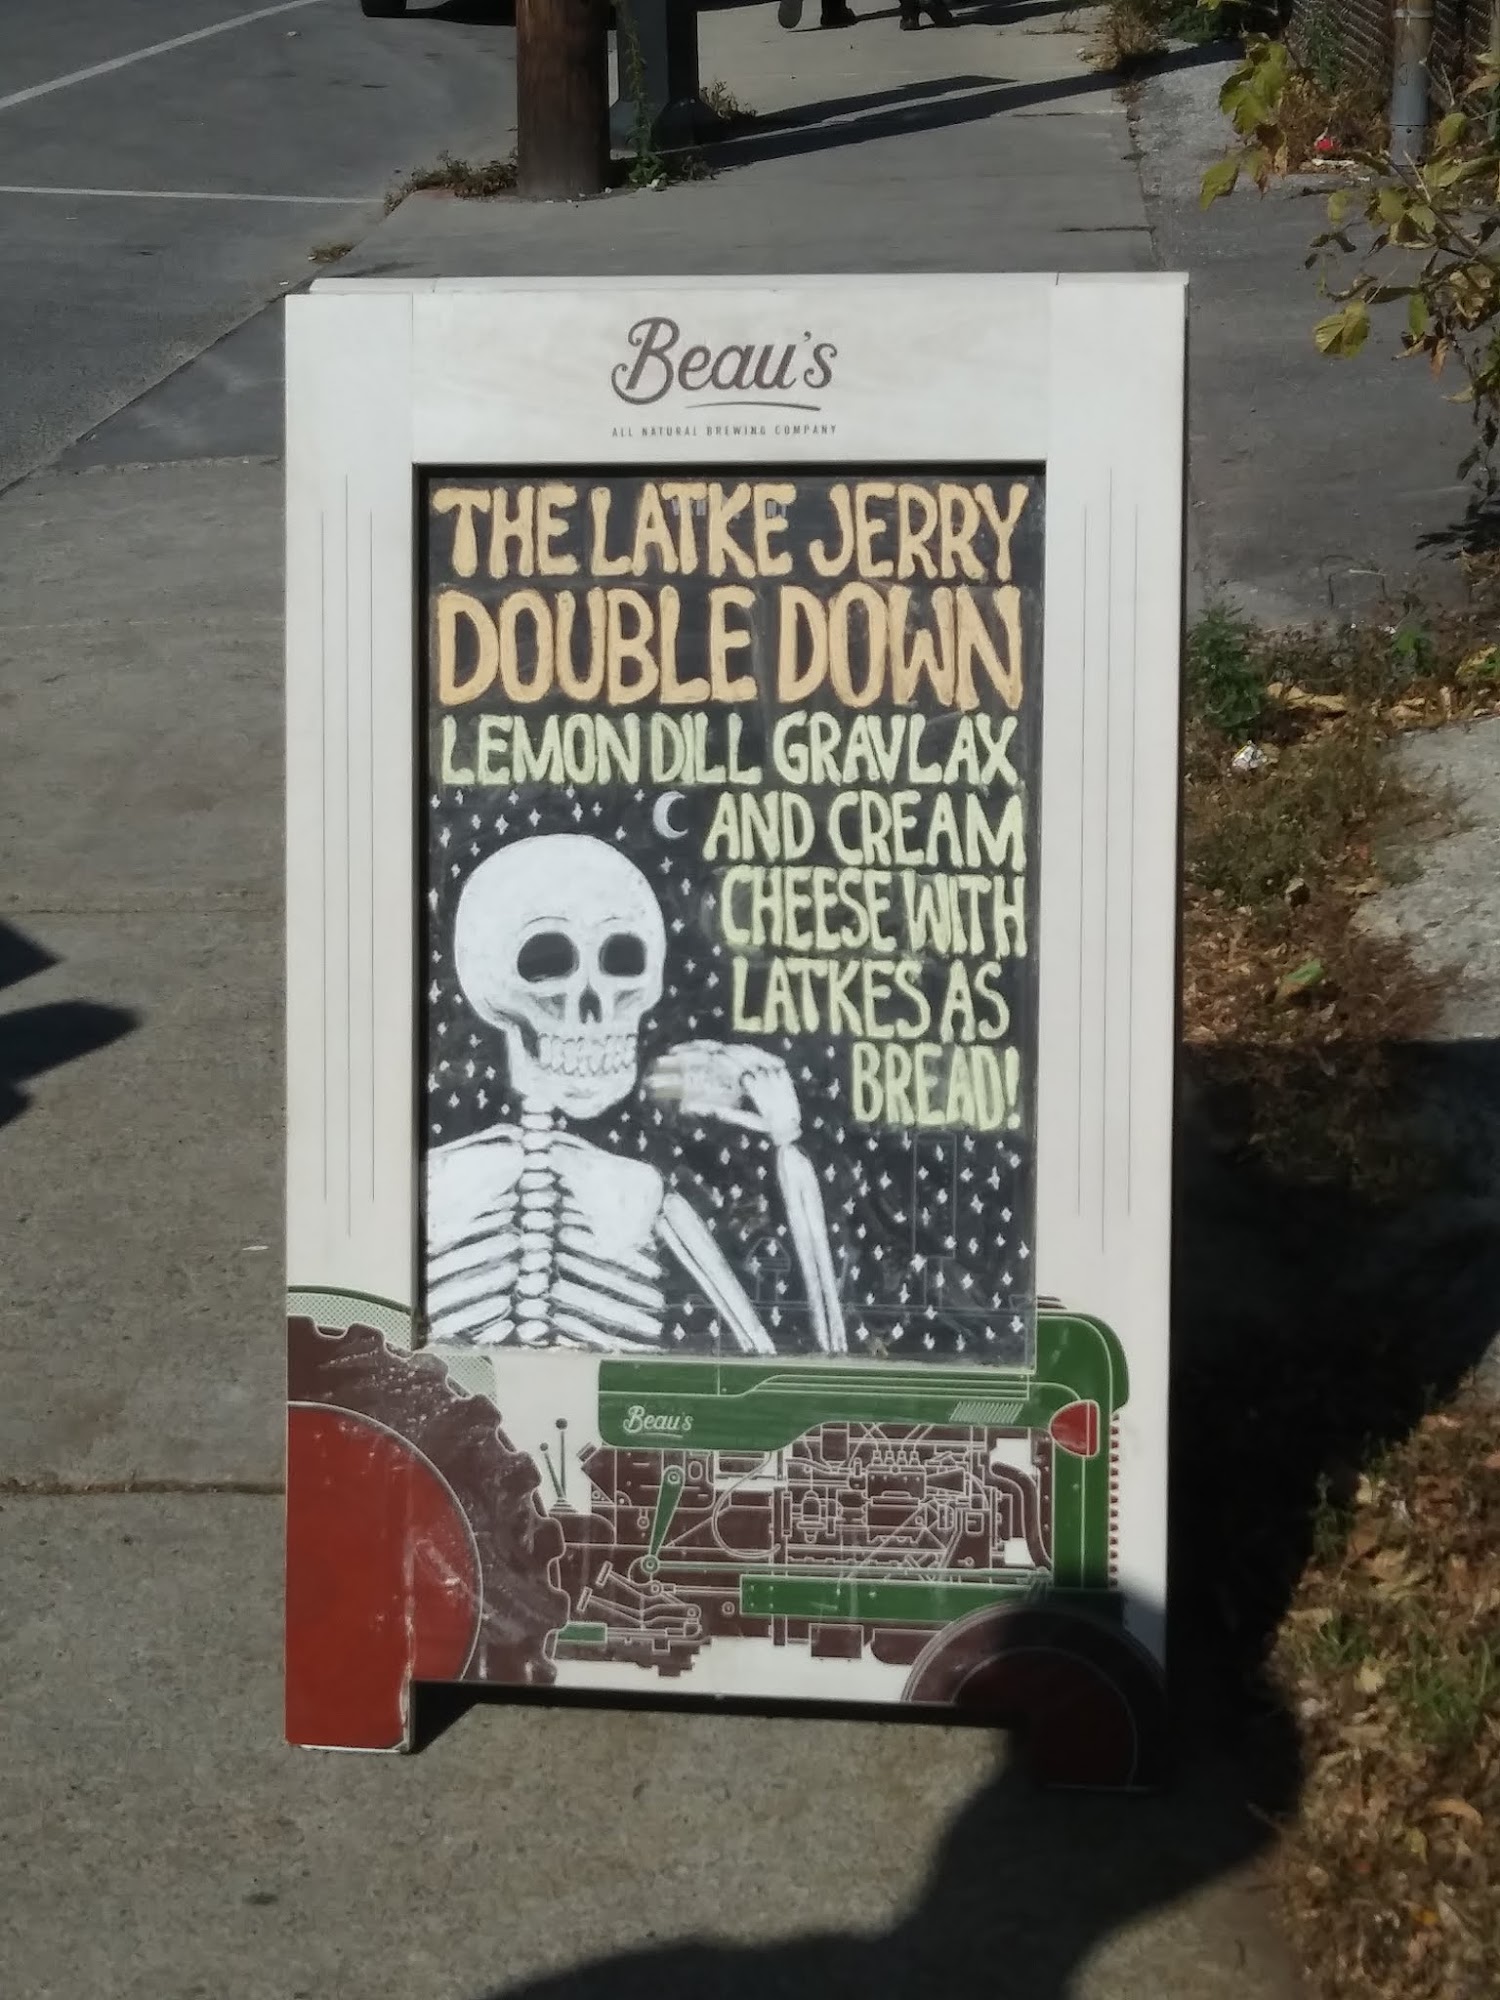 Beau's
ALL NATURAL BREWING COMPANY
THE LATKE JERRY
DOUBLE DOWN
LEMON DILL GRAVLAX
AND CREAM
CHEESE WITH
LATKES AS
BREAD!
Beau's